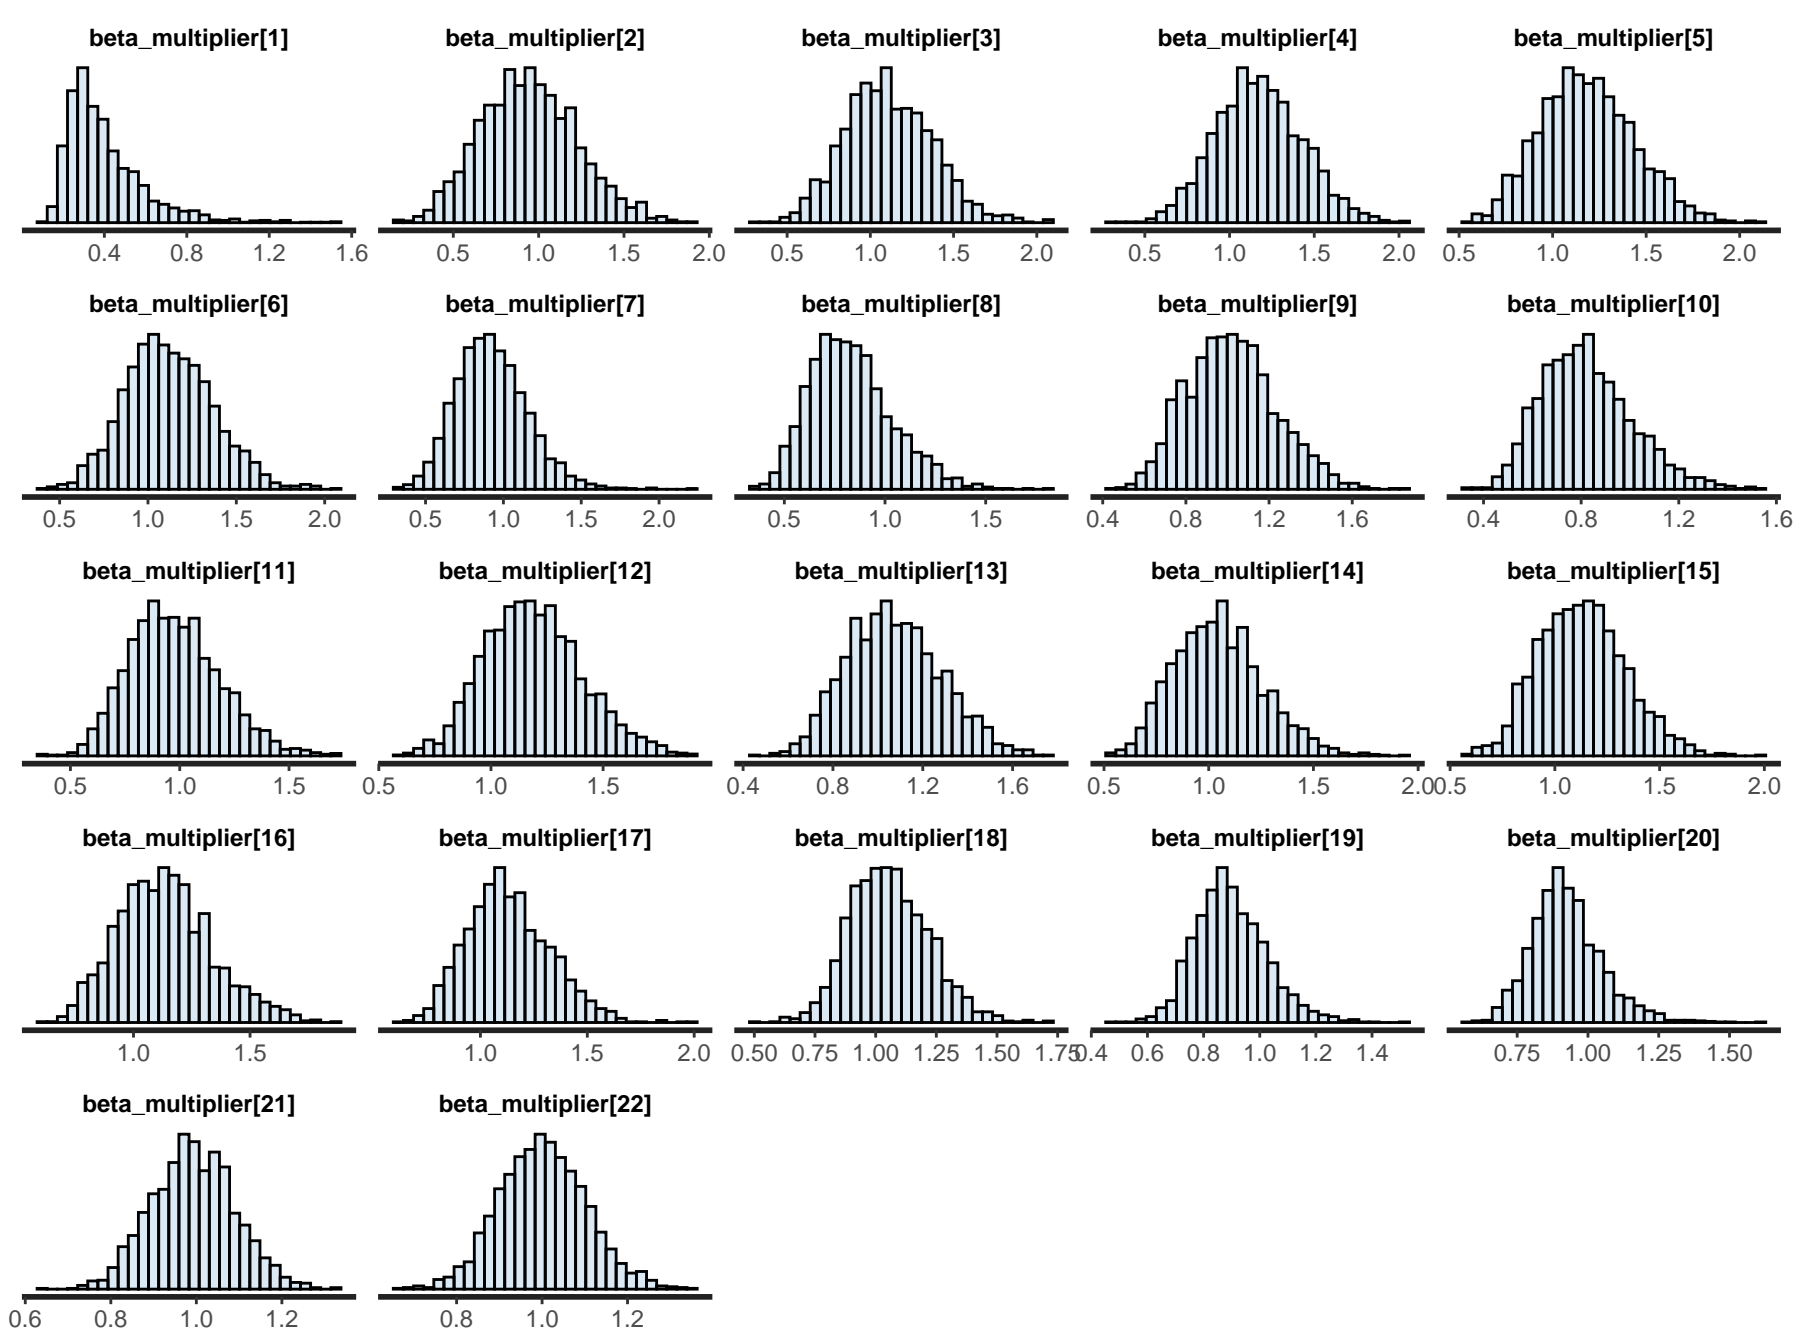 beta_multiplier[1] beta_multiplier[2] beta_multiplier[3] beta_multiplier[4] beta_multiplier[5]
0.4 0.8 1.2 1.6 0.5 1.0 1.5 2.0 0.5 1.0 1.5 2.0 0.5 1.0 1.5 2.0 0.5 1.0 1.5 2.0
beta_multiplier[6] beta_multiplier[7] beta_multiplier[8] beta_multiplier[9] beta_multiplier[10]
0.5 1.0 1.5 2.0 0.5 1.0 1.5 2.0 0.5 1.0 1.5 0.4 0.8 1.2 1.6 0.4 0.8 1.2 1.6
beta_multiplier[11] beta_multiplier[12] beta_multiplier[13] beta_multiplier[14] beta_multiplier[15]
0.5 1.0 1.5 0.5 1.0 1.5 0.4 0.8 1.2 1.6 0.5 1.0 1.5 2.0 0.5 1.0 1.5 2.0
beta_multiplier[16] beta_multiplier[17] beta_multiplier[18] beta_multiplier[19] beta_multiplier[20]
1.0 1.5 1.0 1.5 2.0 0.50 0.75 1.00 1.25 1.50 1.75 0.4 0.6 0.8 1.0 1.2 1.4 0.75 1.00 1.25 1.50
beta_multiplier[21] beta_multiplier[22]
0.6 0.8 1.0 1.2 0.8 1.0 1.2